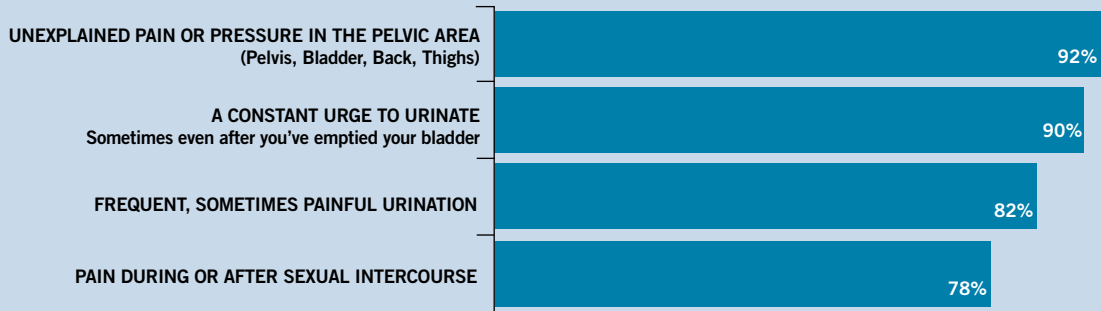 UNEXPLAINED PAIN OR PRESSURE IN THE PELVIC AREA
(Pelvis, Bladder, Back, Thighs)
92%
A CONSTANT URGE TO URINATE
Sometimes even after you’ve emptied your bladder
90%
FREQUENT, SOMETIMES PAINFUL URINATION
82%
PAIN DURING OR AFTER SEXUAL INTERCOURSE
78%